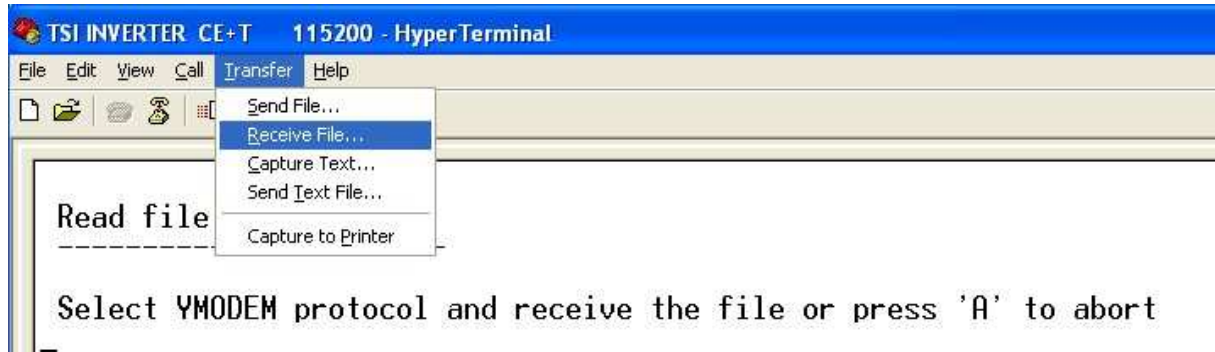 TSI INVERTER CE+T 115200 - HyperTerminal
File Edit View Call Transfer Help
Send File...
Receive File...
Capture Text...
Send Text File...
Capture to Printer
Read file
Select YMODEM protocol and receive the file or press 'A' to abort